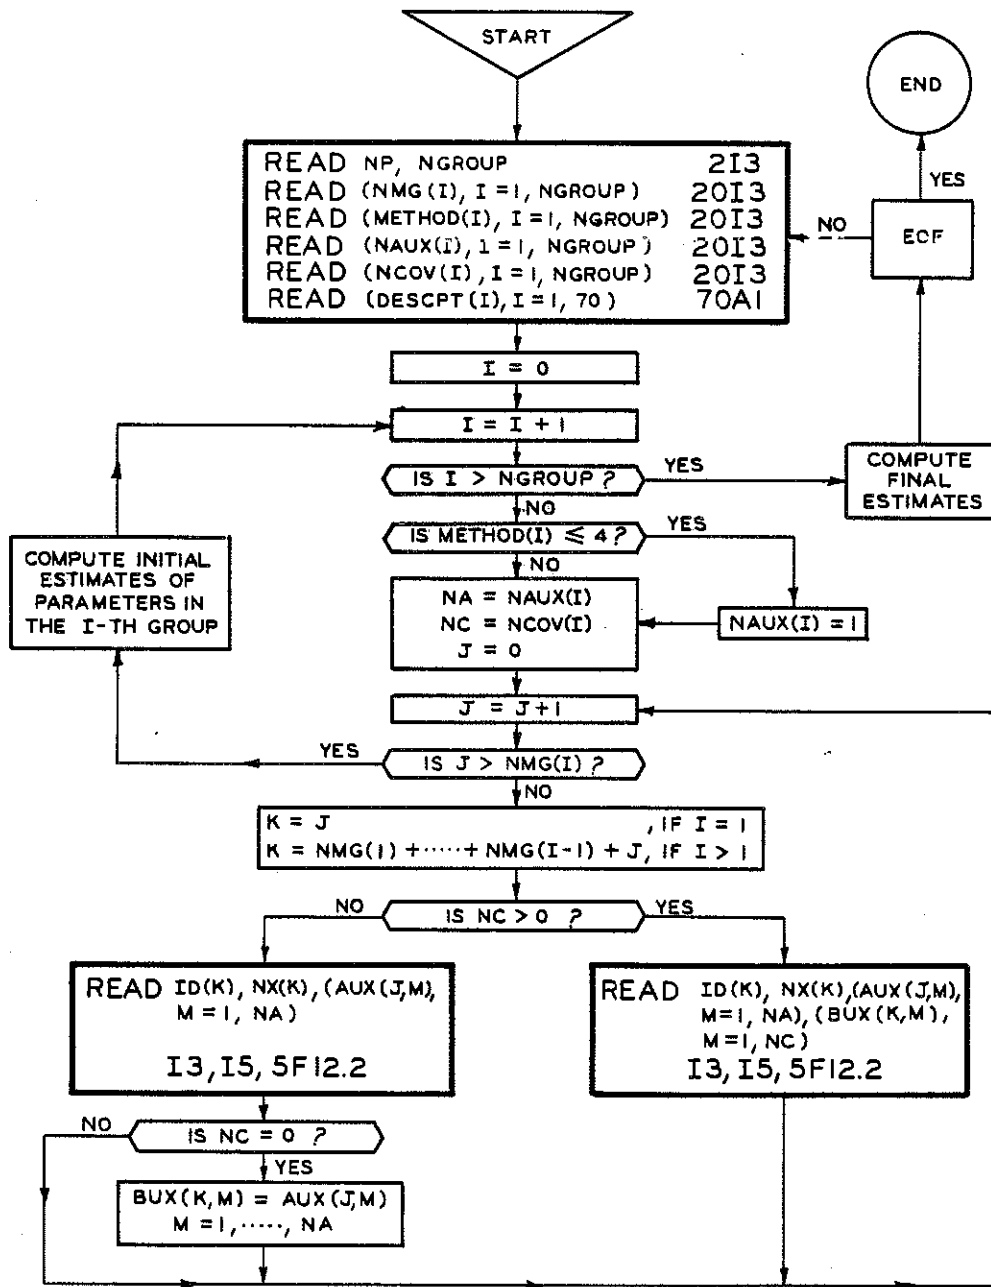 START
END
READ NP, NGROUP 2I3
READ (NMG(I), I=1, NGROUP) 20I3
READ (METHOD(I), I=1, NGROUP) 20I3
READ (NAUX(I), I=1, NGROUP) 20I3
READ (NCOV(I), I=1, NGROUP) 20I3
READ (DESCPT(I), I=1, 70) 70A1
YES
NO
EOF
I = 0
I = I + 1
IS I > NGROUP ?
YES
COMPUTE
FINAL
ESTIMATES
NO
IS METHOD(I) ≤ 4 ?
YES
NO
COMPUTE INITIAL
ESTIMATES OF
PARAMETERS IN
THE I-TH GROUP
NA = NAUX(I)
NC = NCOV(I)
J = 0
NAUX(I) = 1
J = J+1
YES
IS J > NMG(I) ?
NO
K = J , IF I = 1
K = NMG(1) +·····+ NMG(I-1) + J, IF I > 1
NO
IS NC > 0 ?
YES
READ ID(K), NX(K), (AUX(J,M),
M = 1, NA)
I3, I5, 5F12.2
READ ID(K), NX(K), (AUX(J,M),
M=1, NA), (BUX(K,M),
M=1, NC)
I3, I5, 5F12.2
NO
IS NC = 0 ?
YES
BUX(K,M) = AUX(J,M)
M = 1, ·····, NA